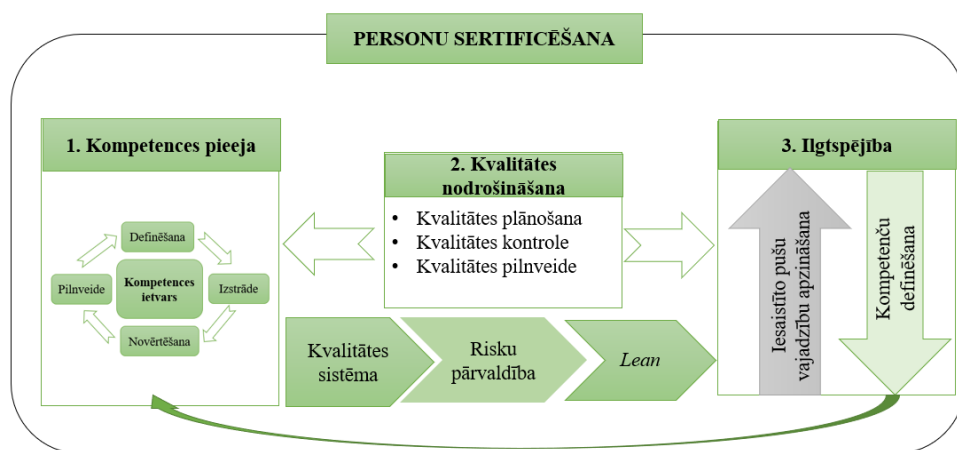 PERSONU SERTIFICĒŠANA
1. Kompetences pieeja
Definēšana
Pilnveide
Kompetences
ietvars
Izstrāde
Novērtēšana
2. Kvalitātes
nodrošināšana
• Kvalitātes plānošana
• Kvalitātes kontrole
• Kvalitātes pilnveide
Kvalitātes
sistēma
Risku
pārvaldība
Lean
3. Ilgtspējība
Iesaistīto pušu
vajadzību apzināšana
Kompetenču
definēšana